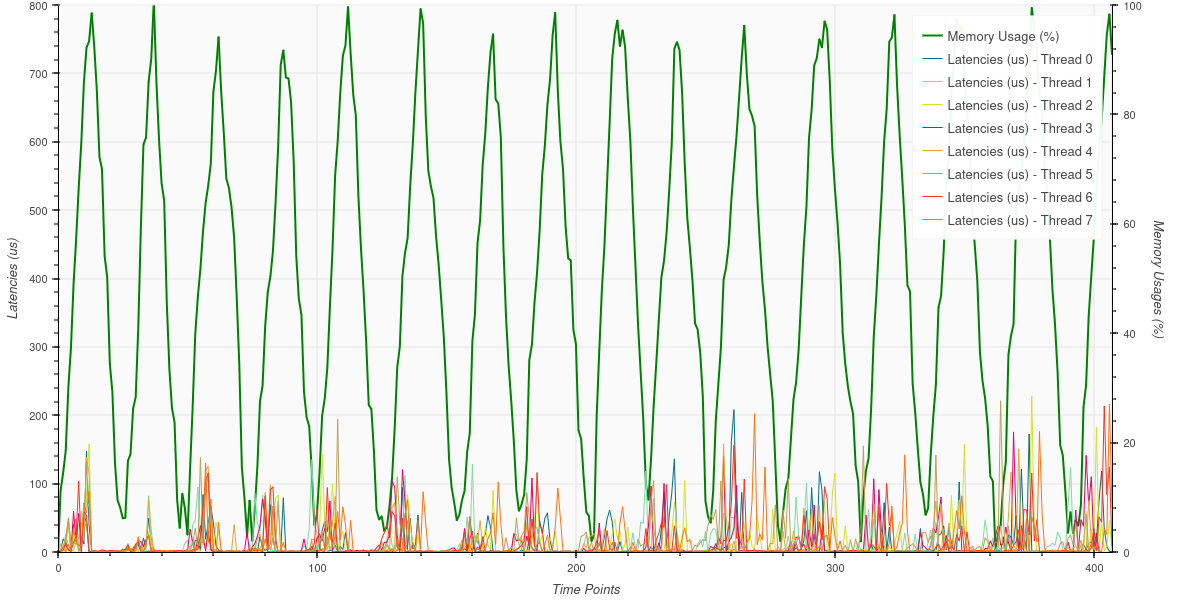 800
700
600
500
400
300
200
100
0
Latencies (us)
100
80
60
40
20
0
Memory Usages (%)
Memory Usage (%)
Latencies (us) - Thread 0
Latencies (us) - Thread 1
Latencies (us) - Thread 2
Latencies (us) - Thread 3
Latencies (us) - Thread 4
Latencies (us) - Thread 5
Latencies (us) - Thread 6
Latencies (us) - Thread 7
0 100 200 300 400
Time Points